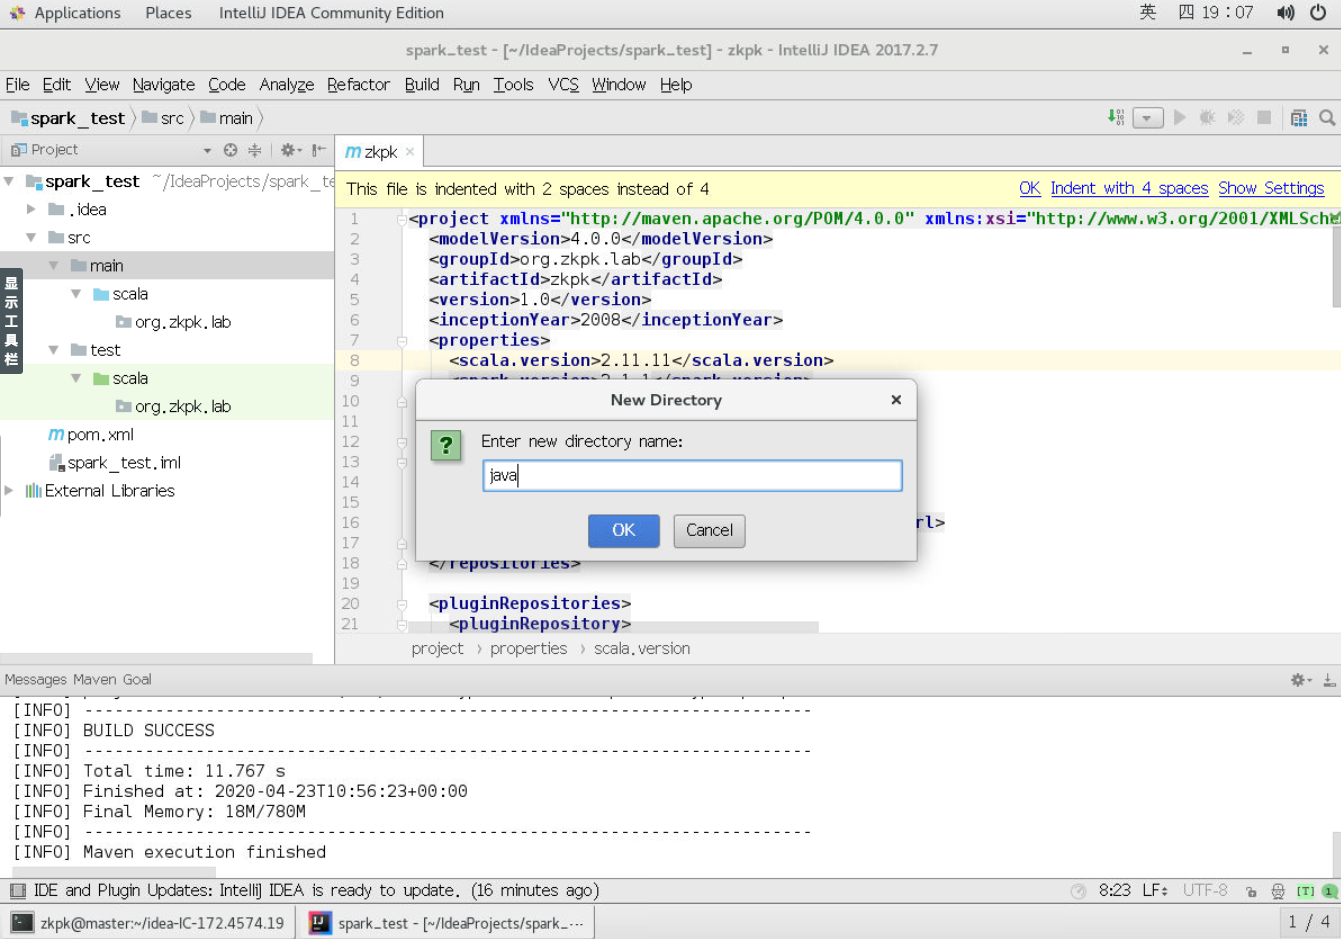 Applications Places IntelliJ IDEA Community Edition 英 四 19 : 07
spark_test - [~/IdeaProjects/spark_test] - zkpk - IntelliJ IDEA 2017.2.7
File Edit View Navigate Code Analyze Refactor Build Run Tools VCS Window Help
spark_test src main
Project
zkpk
spark_test ~/IdeaProjects/spark_te
This file is indented with 2 spaces instead of 4 OK Indent with 4 spaces Show Settings
.idea
src
main
scala
org.zkpk.lab
test
scala
org.zkpk.lab
pom.xml
spark_test.iml
External Libraries
显示工具栏
1 <project xmlns="http://maven.apache.org/POM/4.0.0" xmlns:xsi="http://www.w3.org/2001/XMLSche
2 <modelVersion>4.0.0</modelVersion>
3 <groupId>org.zkpk.lab</groupId>
4 <artifactId>zkpk</artifactId>
5 <version>1.0</version>
6 <inceptionYear>2008</inceptionYear>
7 <properties>
8 <scala.version>2.11.11</scala.version>
9 <spark.version>2.1.1</spark.version>
10
11
12
13
14
15
16 rl>
17
18 </repositories>
19
20 <pluginRepositories>
21 <pluginRepository>
New Directory
? Enter new directory name:
java
OK Cancel
project › properties › scala.version
Messages Maven Goal
[INFO] ------------------------------------------------------------------------
[INFO] BUILD SUCCESS
[INFO] ------------------------------------------------------------------------
[INFO] Total time: 11.767 s
[INFO] Finished at: 2020-04-23T10:56:23+00:00
[INFO] Final Memory: 18M/780M
[INFO] ------------------------------------------------------------------------
[INFO] Maven execution finished
IDE and Plugin Updates: IntelliJ IDEA is ready to update. (16 minutes ago) 8:23 LF UTF-8 [T] 1
zkpk@master:~/idea-IC-172.4574.19 spark_test - [~/IdeaProjects/spark_... 1 / 4